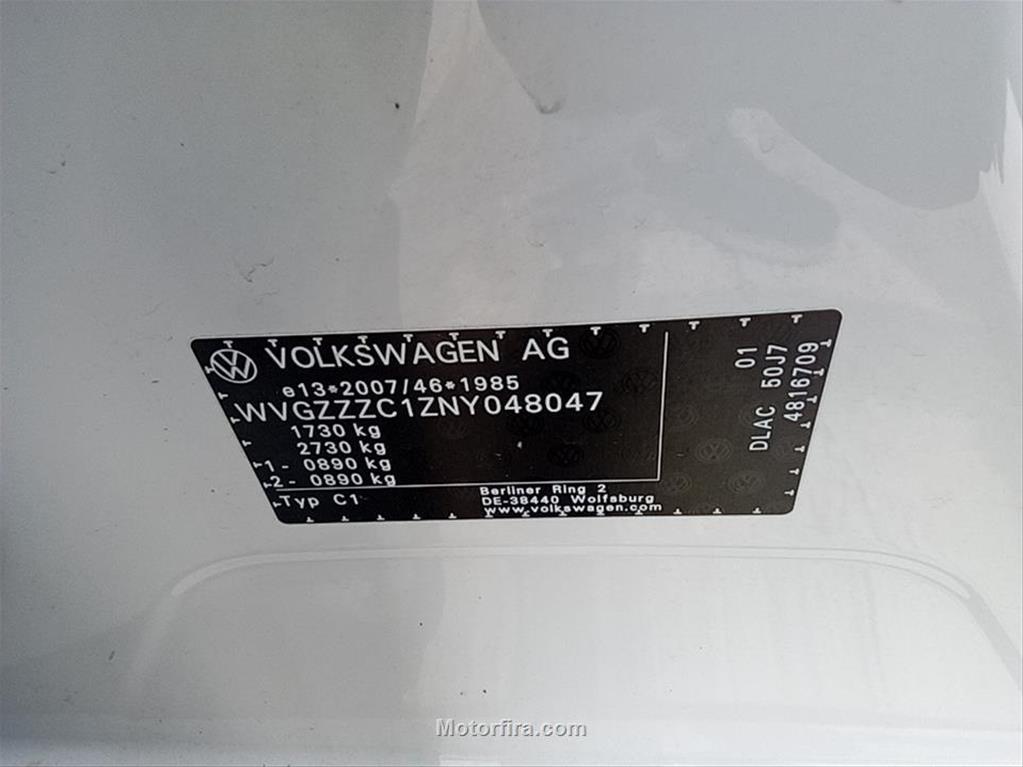 VOLKSWAGEN AG
e13*2007/46*1985
WVGZZZC1ZNY048047
1730 kg
2730 kg
1- 0890 kg
2- 0890 kg
Typ C1
Berliner Ring 2
DE-38440 Wolfsburg
www.volkswagen.com
01
DLAC 50J7
4816709
Motorfira.com